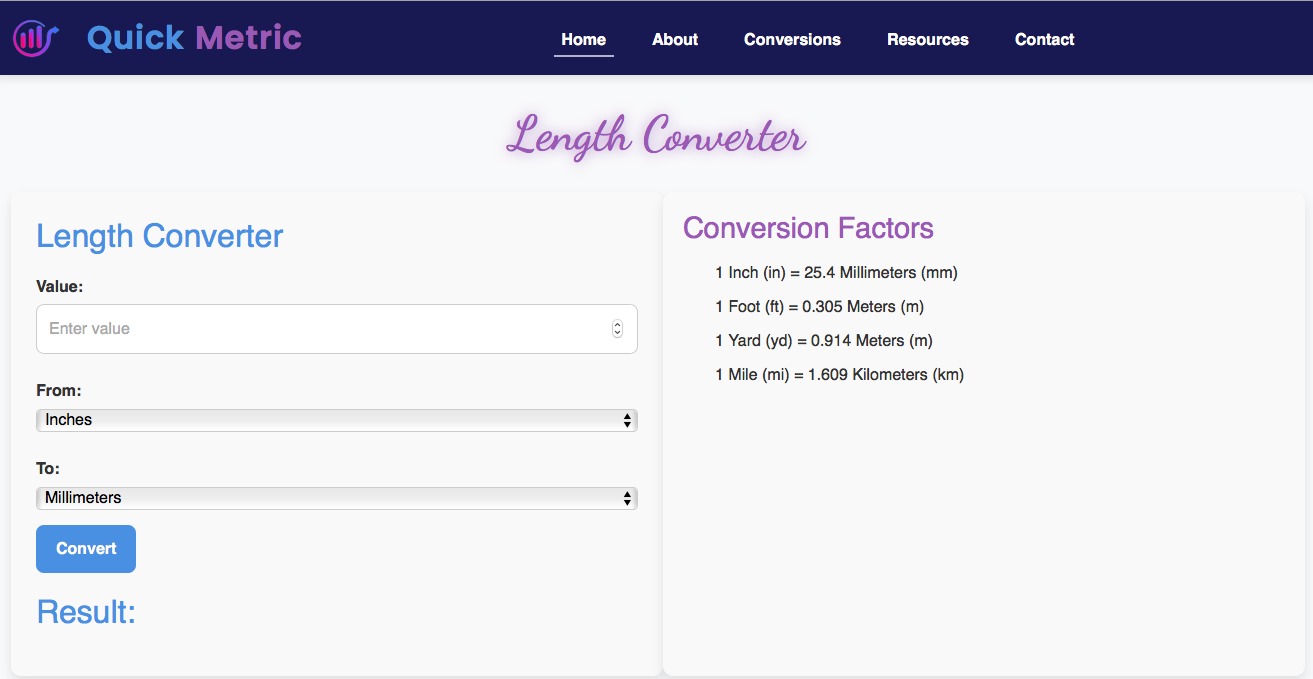 Quick Metric
Home About Conversions Resources Contact
Length Converter
Length Converter
Value:
Enter value
From:
Inches
To:
Millimeters
Convert
Result:
Conversion Factors
1 Inch (in) = 25.4 Millimeters (mm)
1 Foot (ft) = 0.305 Meters (m)
1 Yard (yd) = 0.914 Meters (m)
1 Mile (mi) = 1.609 Kilometers (km)